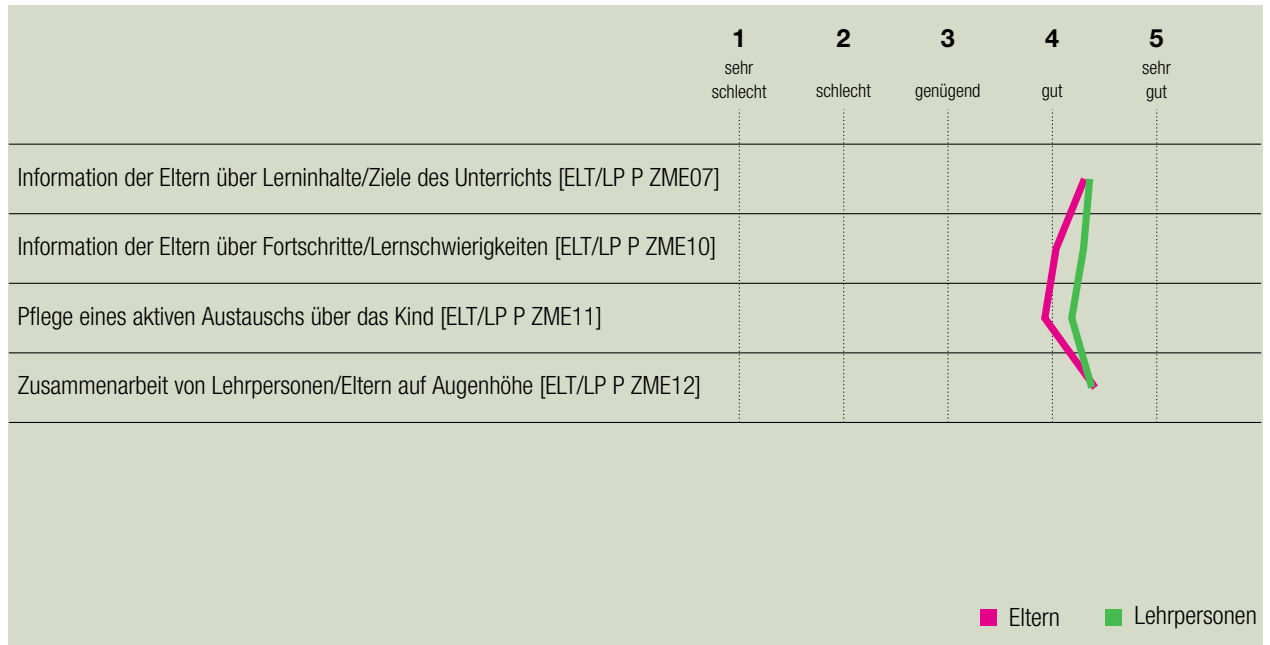 1 2 3 4 5
sehr sehr
schlecht schlecht genügend gut gut
Information der Eltern über Lerninhalte/Ziele des Unterrichts [ELT/LP P ZME07]
Information der Eltern über Fortschritte/Lernschwierigkeiten [ELT/LP P ZME10]
Pflege eines aktiven Austauschs über das Kind [ELT/LP P ZME11]
Zusammenarbeit von Lehrpersonen/Eltern auf Augenhöhe [ELT/LP P ZME12]
Eltern Lehrpersonen